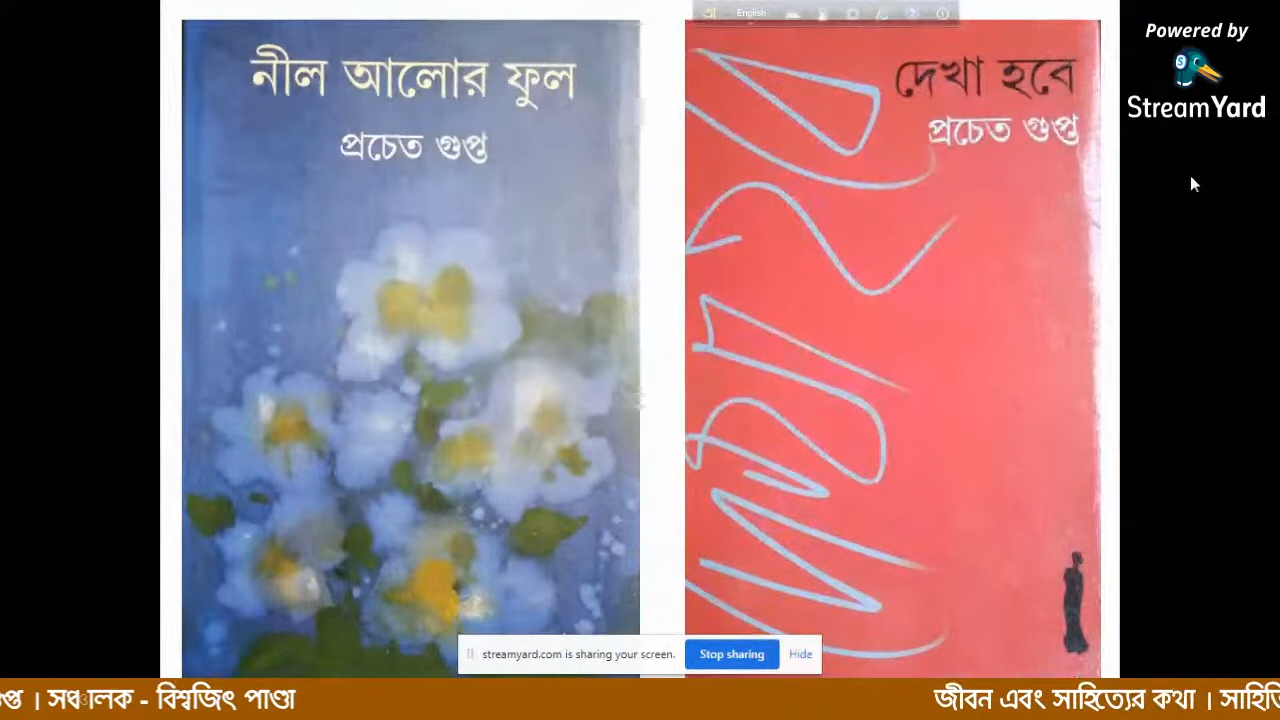 English
Powered by
StreamYard
নীল আলোর ফুল
প্রচেত গুপ্ত
দেখা হবে
প্রচেত গুপ্ত
streamyard.com is sharing your screen.
Stop sharing
Hide
। সঞ্চালক - বিশ্বজিৎ পাণ্ডা
জীবন এবং সাহিত্যের কথা ।